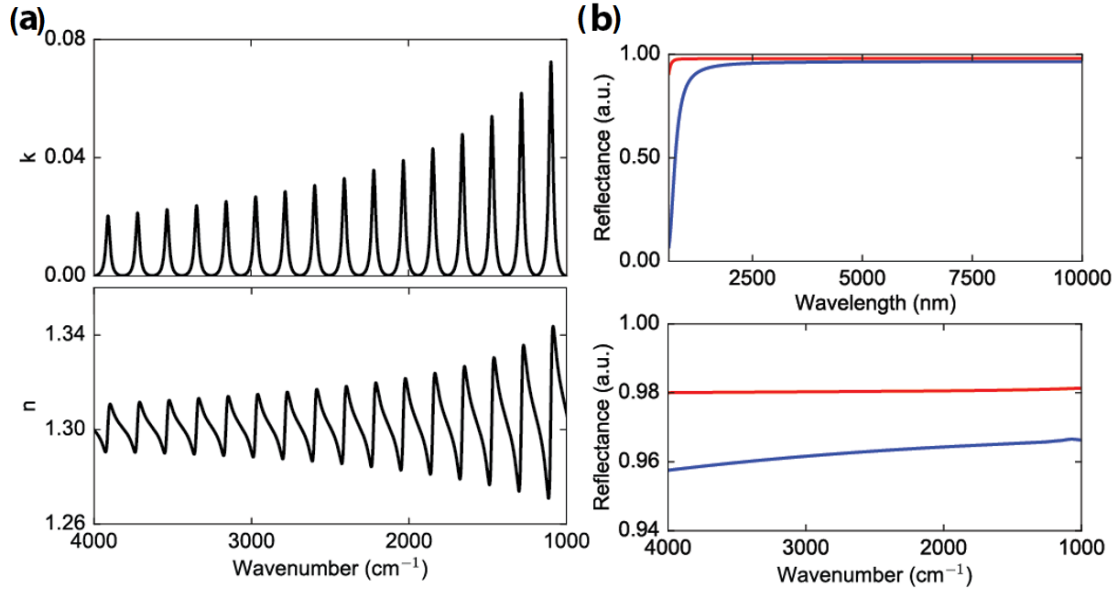 (a)
0.08
0.04
0.00
k
1.34
1.30
1.26
n
4000 3000 2000 1000
Wavenumber (cm⁻¹)
(b)
1.00
0.50
0.00
Reflectance (a.u.)
2500 5000 7500 10000
Wavelength (nm)
1.00
0.98
0.96
0.94
Reflectance (a.u.)
4000 3000 2000 1000
Wavenumber (cm⁻¹)